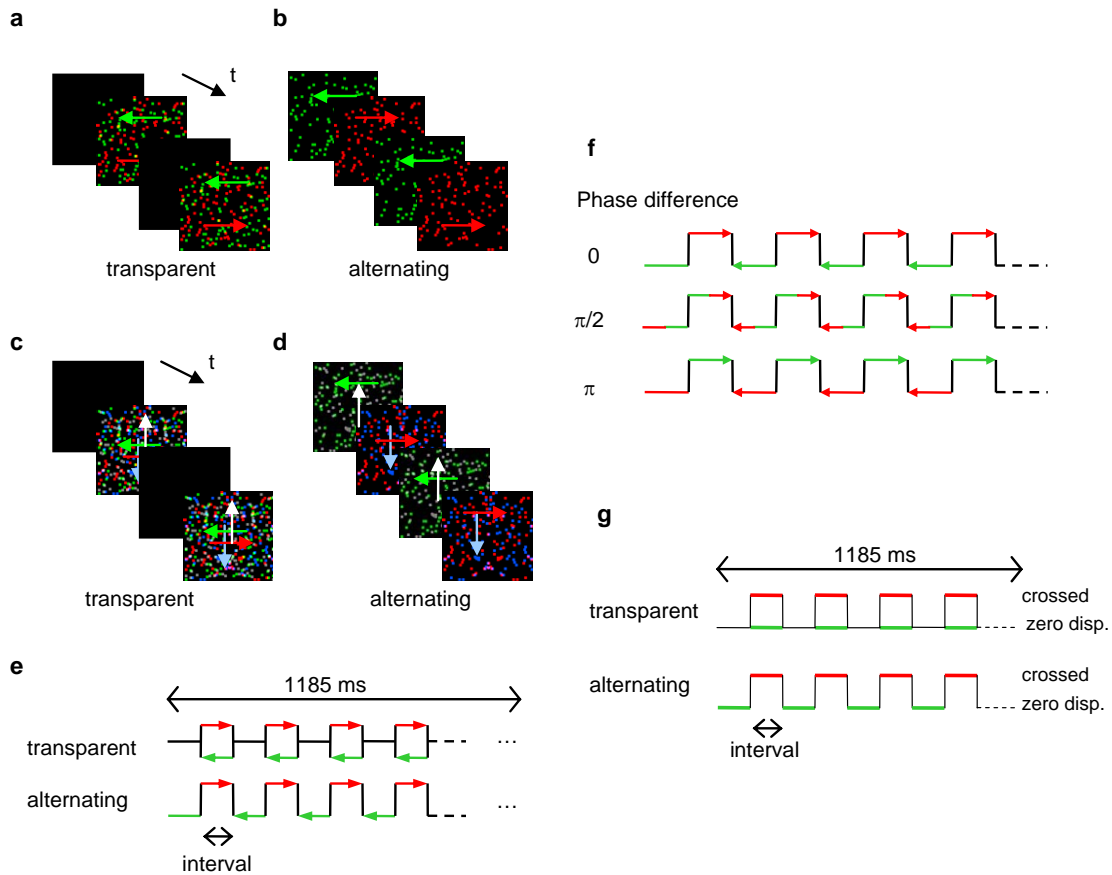 a
t
transparent
b
alternating
c
t
transparent
d
alternating
e
1185 ms
transparent
...
alternating
...
interval
f
Phase difference
0
π/2
π
g
1185 ms
transparent
crossed
zero disp.
alternating
crossed
zero disp.
interval